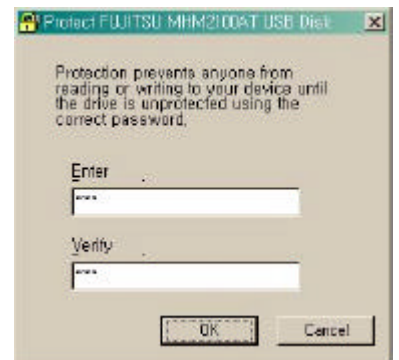 Protect FUJITSU MHM2100AT USB Disk
Protection prevents anyone from
reading or writing to your device until
the drive is unprotected using the
correct password.
Enter
***
Verify
***
OK
Cancel